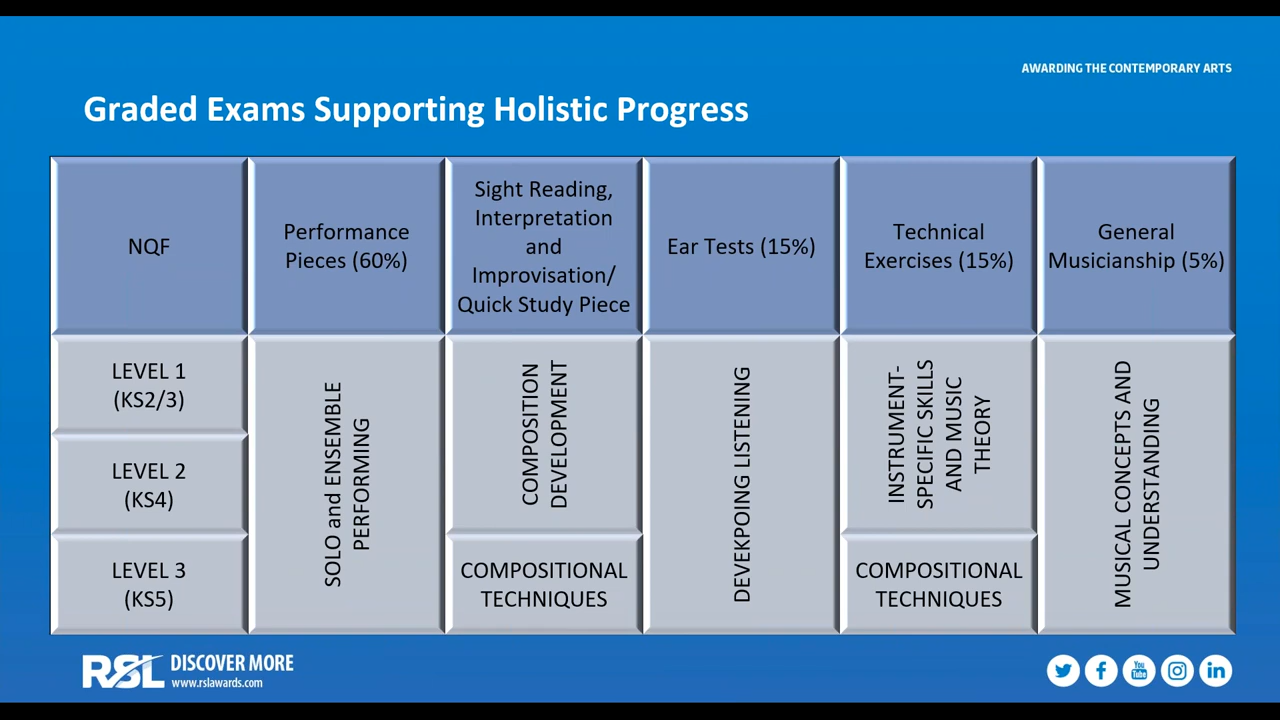 AWARDING THE CONTEMPORARY ARTS
Graded Exams Supporting Holistic Progress
NQF
Performance
Pieces (60%)
Sight Reading,
Interpretation
and
Improvisation/
Quick Study Piece
Ear Tests (15%)
Technical
Exercises (15%)
General
Musicianship (5%)
LEVEL 1
(KS2/3)
LEVEL 2
(KS4)
LEVEL 3
(KS5)
SOLO and ENSEMBLE
PERFORMING
COMPOSITION
DEVELOPMENT
COMPOSITIONAL
TECHNIQUES
DEVEKPOING LISTENING
INSTRUMENT-
SPECIFIC SKILLS
AND MUSIC
THEORY
COMPOSITIONAL
TECHNIQUES
MUSICAL CONCEPTS AND
UNDERSTANDING
RSL
DISCOVER MORE
www.rslawards.com
You
Tube